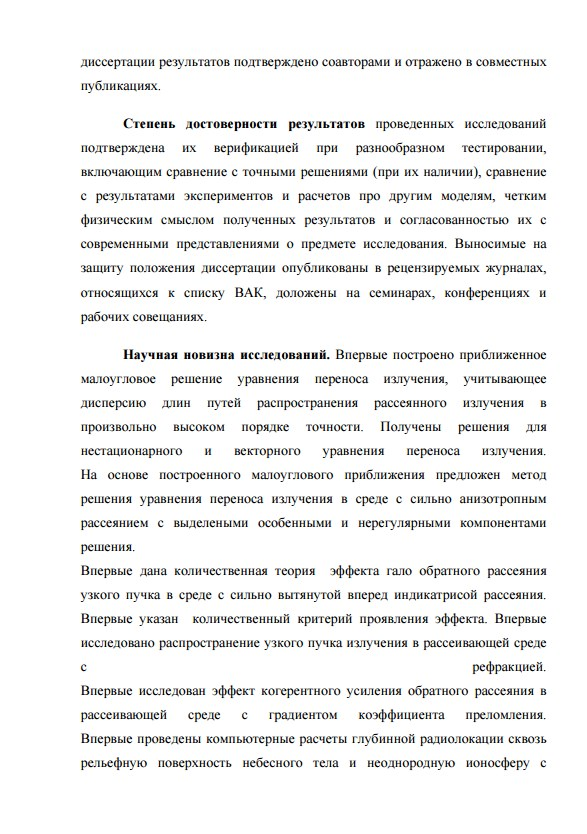 диссертации результатов подтверждено соавторами и отражено в совместных
публикациях.
Степень достоверности результатов проведенных исследований
подтверждена их верификацией при разнообразном тестировании,
включающим сравнение с точными решениями (при их наличии), сравнение
с результатами экспериментов и расчетов про другим моделям, четким
физическим смыслом полученных результатов и согласованностью их с
современными представлениями о предмете исследования. Выносимые на
защиту положения диссертации опубликованы в рецензируемых журналах,
относящихся к списку ВАК, доложены на семинарах, конференциях и
рабочих совещаниях.
Научная новизна исследований. Впервые построено приближенное
малоугловое решение уравнения переноса излучения, учитывающее
дисперсию длин путей распространения рассеянного излучения в
произвольно высоком порядке точности. Получены решения для
нестационарного и векторного уравнения переноса излучения.
На основе построенного малоуглового приближения предложен метод
решения уравнения переноса излучения в среде с сильно анизотропным
рассеянием с выделеными особенными и нерегулярными компонентами
решения.
Впервые дана количественная теория эффекта гало обратного рассеяния
узкого пучка в среде с сильно вытянутой вперед индикатрисой рассеяния.
Впервые указан количественный критерий проявления эффекта. Впервые
исследовано распространение узкого пучка излучения в рассеивающей среде
с рефракцией.
Впервые исследован эффект когерентного усиления обратного рассеяния в
рассеивающей среде с градиентом коэффициента преломления.
Впервые проведены компьютерные расчеты глубинной радиолокации сквозь
рельефную поверхность небесного тела и неоднородную ионосферу с